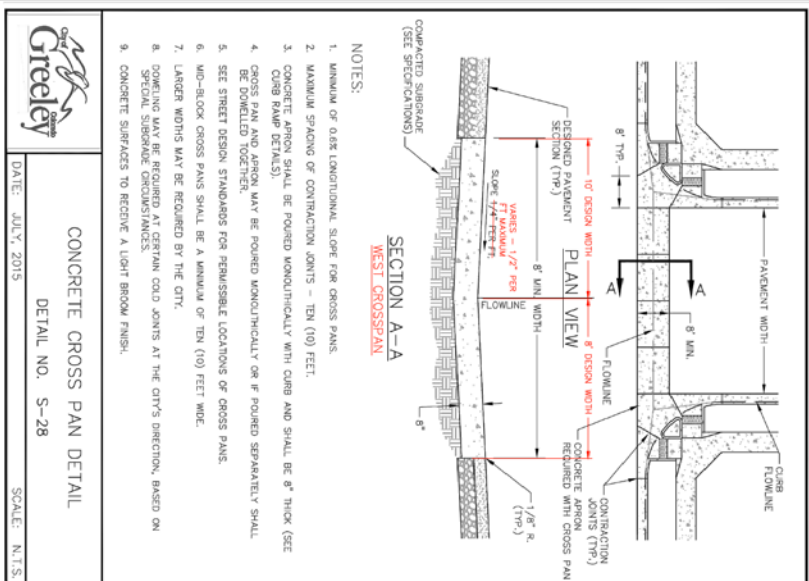 PAVEMENT WIDTH
CURB
FLOWLINE
8' TYP.
A
A
8' MIN.
FLOWLINE
CONTRACTION
JOINTS (TYP.)
CONCRETE APRON
REQUIRED WITH CROSS PAN
PLAN VIEW
10' DESIGN WIDTH
8' DESIGN WIDTH
8' MIN. WIDTH
VARIES - 1/2" PER
FT MAXIMUM
SLOPE 1/4" PER FT.
FLOWLINE
DESIGNED PAVEMENT
SECTION (TYP.)
1/8" R.
(TYP.)
8"
COMPACTED SUBGRADE
(SEE SPECIFICATIONS)
SECTION A-A
WEST CROSSPAN
NOTES:
1. MINIMUM OF 0.6% LONGITUDINAL SLOPE FOR CROSS PANS.
2. MAXIMUM SPACING OF CONTRACTION JOINTS - TEN (10) FEET.
3. CONCRETE APRON SHALL BE POURED MONOLITHICALLY WITH CURB AND SHALL BE 8" THICK (SEE
CURB RAMP DETAILS).
4. CROSS PAN AND APRON MAY BE POURED MONOLITHICALLY OR IF POURED SEPARATELY SHALL
BE DOWELLED TOGETHER.
5. SEE STREET DESIGN STANDARDS FOR PERMISSIBLE LOCATIONS OF CROSS PANS.
6. MID-BLOCK CROSS PANS SHALL BE A MINIMUM OF TEN (10) FEET WIDE.
7. LARGER WIDTHS MAY BE REQUIRED BY THE CITY.
8. DOWELING MAY BE REQUIRED AT CERTAIN COLD JOINTS AT THE CITY'S DIRECTION, BASED ON
SPECIAL SUBGRADE CIRCUMSTANCES.
9. CONCRETE SURFACES TO RECEIVE A LIGHT BROOM FINISH.
City of
Greeley
Colorado
CONCRETE CROSS PAN DETAIL
DETAIL NO. S-28
DATE: JULY, 2015
SCALE: N.T.S.